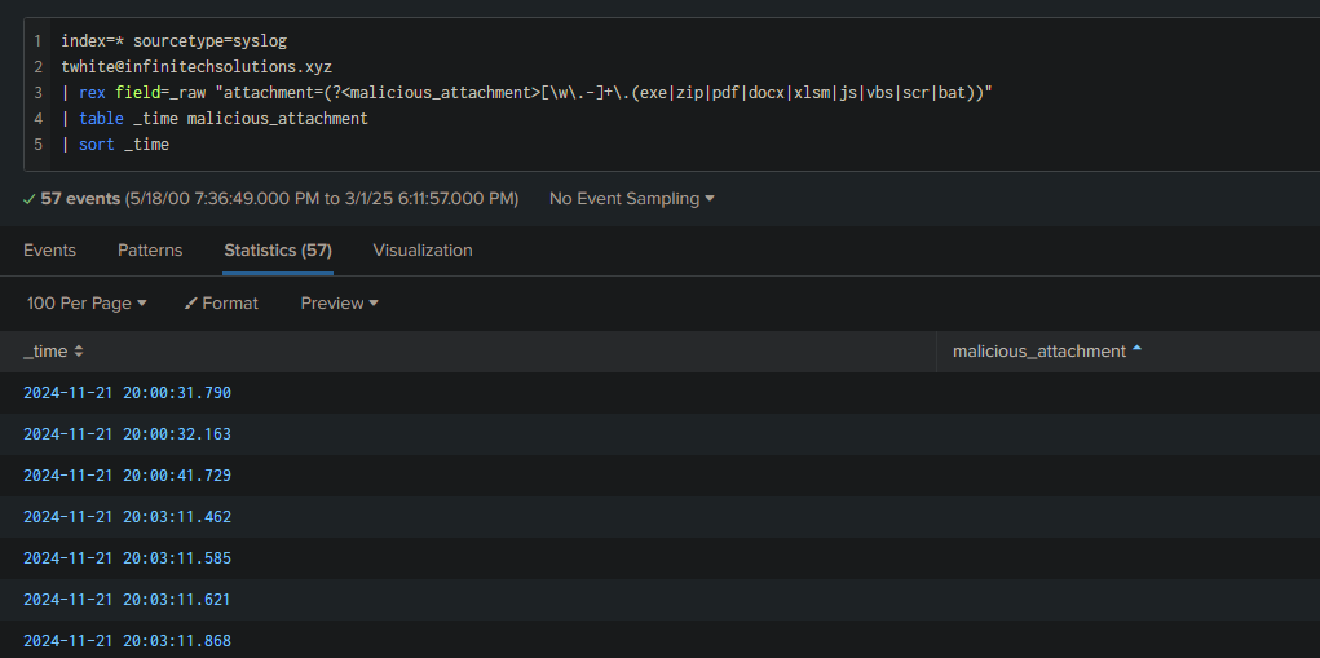 1 index=* sourcetype=syslog
2 twhite@infinitechsolutions.xyz
3 | rex field=_raw "attachment=(?<malicious_attachment>[\w\.-]+\.(exe|zip|pdf|docx|xlsm|js|vbs|scr|bat))"
4 | table _time malicious_attachment
5 | sort _time
✓ 57 events (5/18/00 7:36:49.000 PM to 3/1/25 6:11:57.000 PM) No Event Sampling
Events Patterns Statistics (57) Visualization
100 Per Page Format Preview
_time malicious_attachment
2024-11-21 20:00:31.790
2024-11-21 20:00:32.163
2024-11-21 20:00:41.729
2024-11-21 20:03:11.462
2024-11-21 20:03:11.585
2024-11-21 20:03:11.621
2024-11-21 20:03:11.868